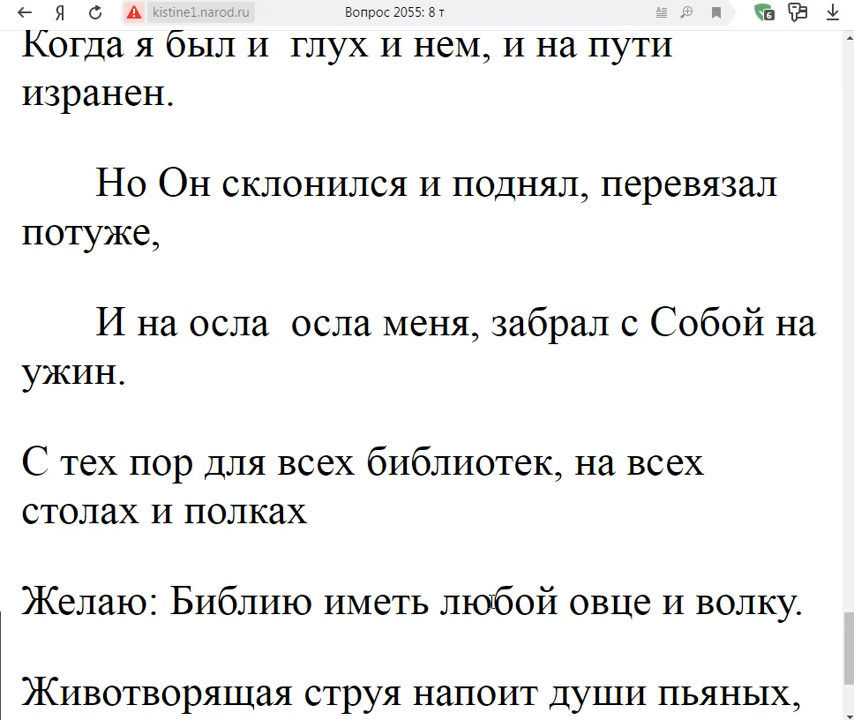 kistine1.narod.ru
Вопрос 2055: 8 т
6
Когда я был и  глух и нем, и на пути
изранен.
Но Он склонился и поднял, перевязал
потуже,
И на осла  осла меня, забрал с Собой на
ужин.
С тех пор для всех библиотек, на всех
столах и полках
Желаю: Библию иметь любой овце и волку.
Животворящая струя напоит души пьяных,